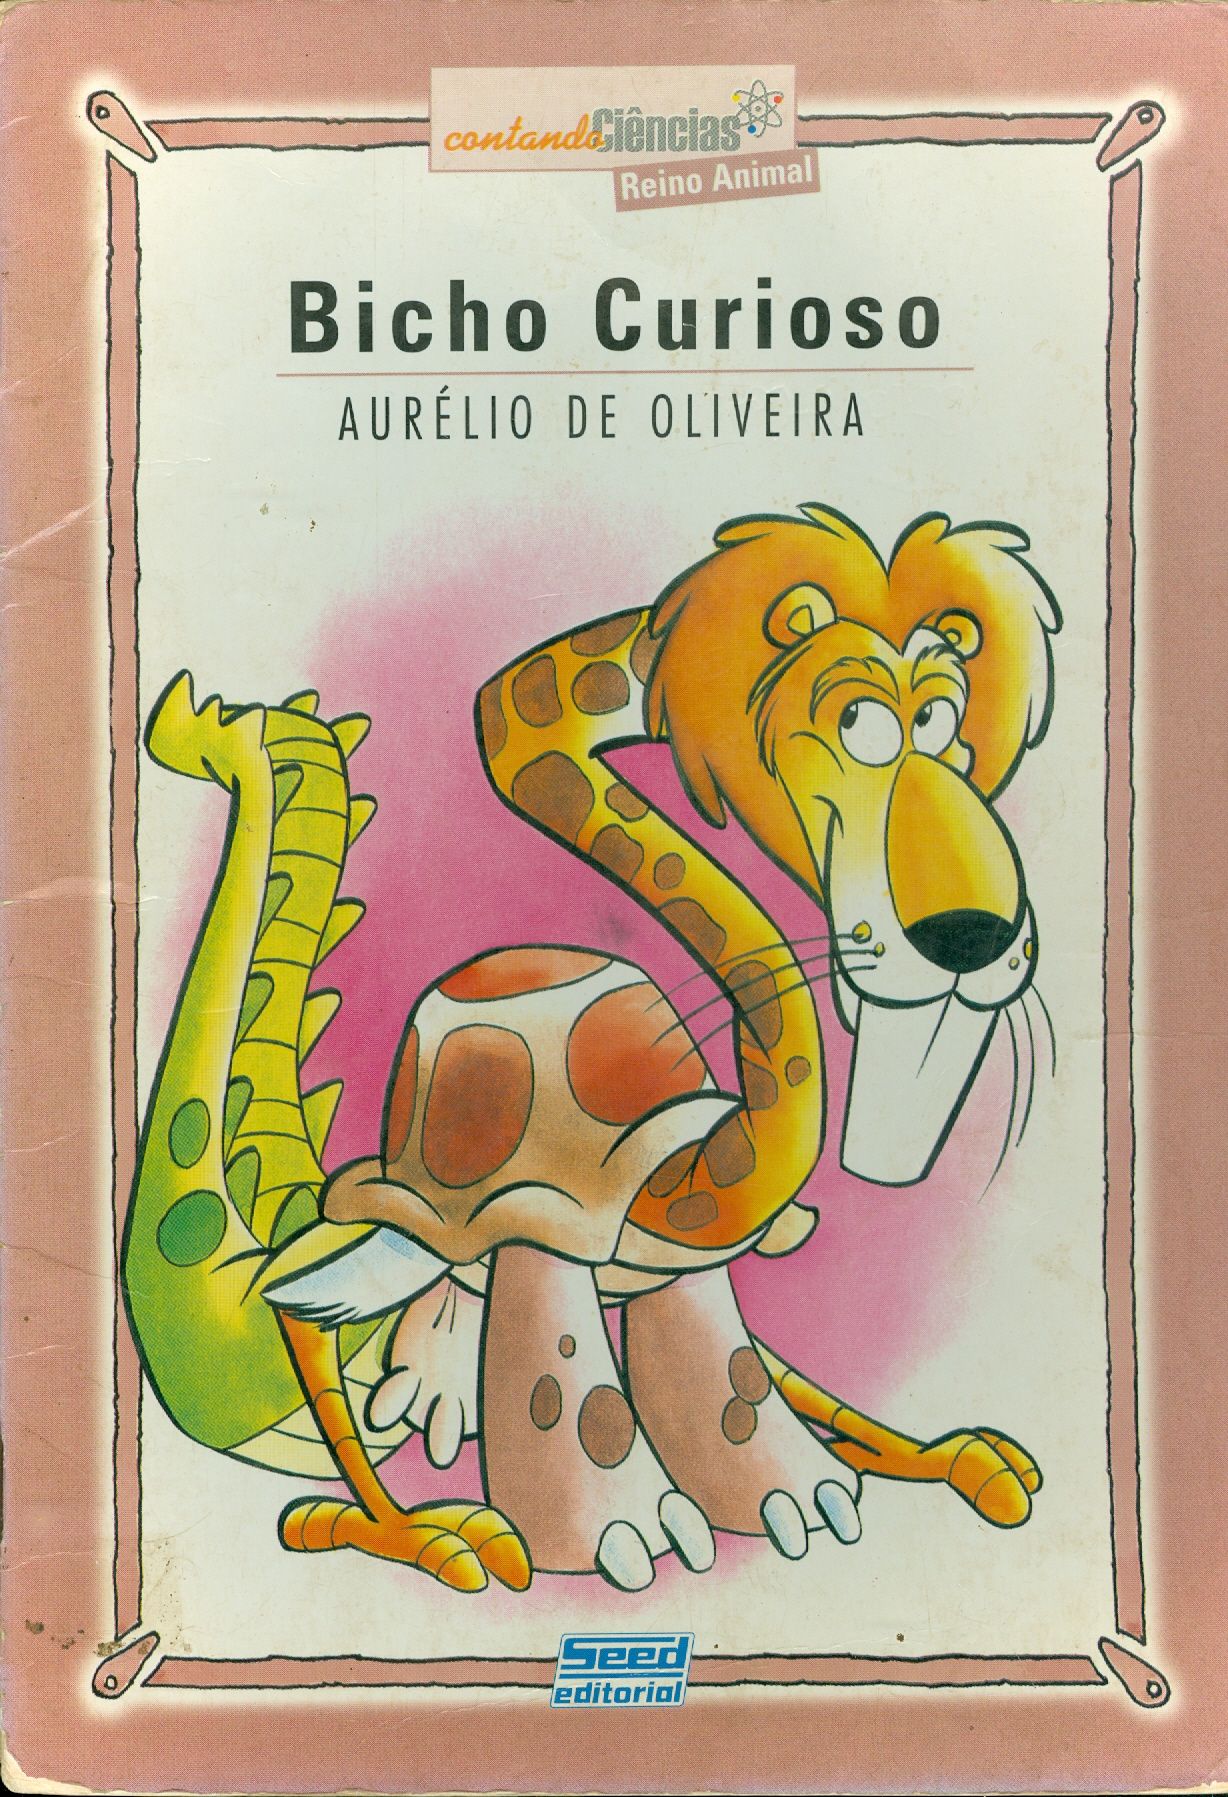 contando Ciências
Reino Animal
Bicho Curioso
AURÉLIO DE OLIVEIRA
Seed
editorial